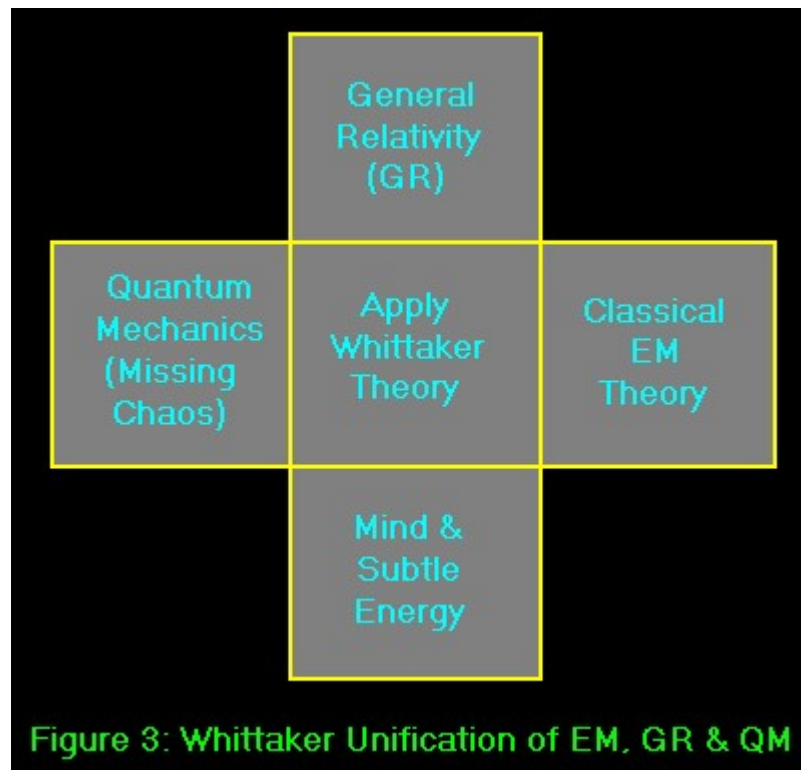 General
Relativity
(GR)
Quantum
Mechanics
(Missing
Chaos)
Apply
Whittaker
Theory
Classical
EM
Theory
Mind &
Subtle
Energy
Figure 3: Whittaker Unification of EM, GR & QM